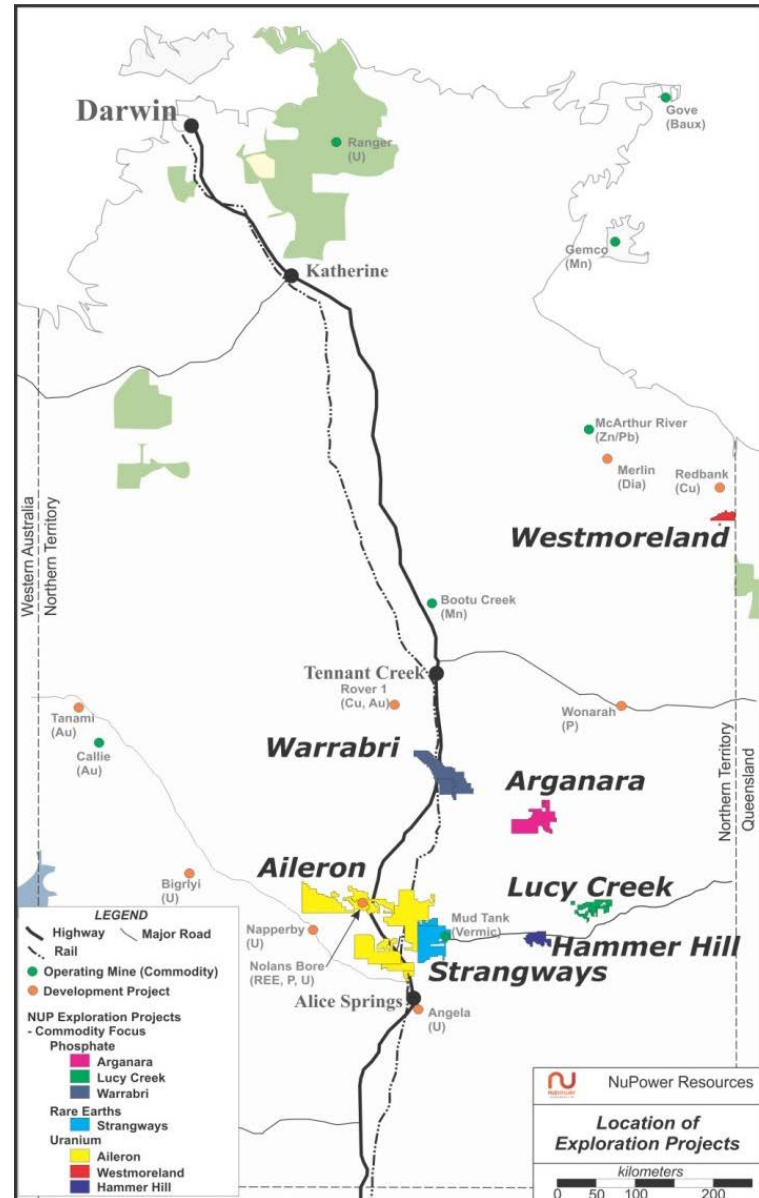 Darwin
Ranger
(U)
Gove
(Baux)
Gemco
(Mn)
Katherine
McArthur River
(Zn/Pb)
Merlin
(Dia)
Redbank
(Cu)
Westmoreland
Western Australia
Northern Territory
Bootu Creek
(Mn)
Tennant Creek
Rover 1
(Cu, Au)
Tanami
(Au)
Callie
(Au)
Wonarah
(P)
Warrabri
Arganara
Northern Territory
Queensland
Aileron
Bigrlyi
(U)
Lucy Creek
Napperby
(U)
Mud Tank
(Vermic)
Hammer Hill
Nolans Bore
(REE, P, U)
Strangways
Alice Springs
Angela
(U)
LEGEND
Highway
Major Road
Rail
Operating Mine (Commodity)
Development Project
NUP Exploration Projects
- Commodity Focus
Phosphate
Arganara
Lucy Creek
Warrabri
Rare Earths
Strangways
Uranium
Aileron
Westmoreland
Hammer Hill
NuPower Resources
Location of
Exploration Projects
kilometers
0 50 100 200